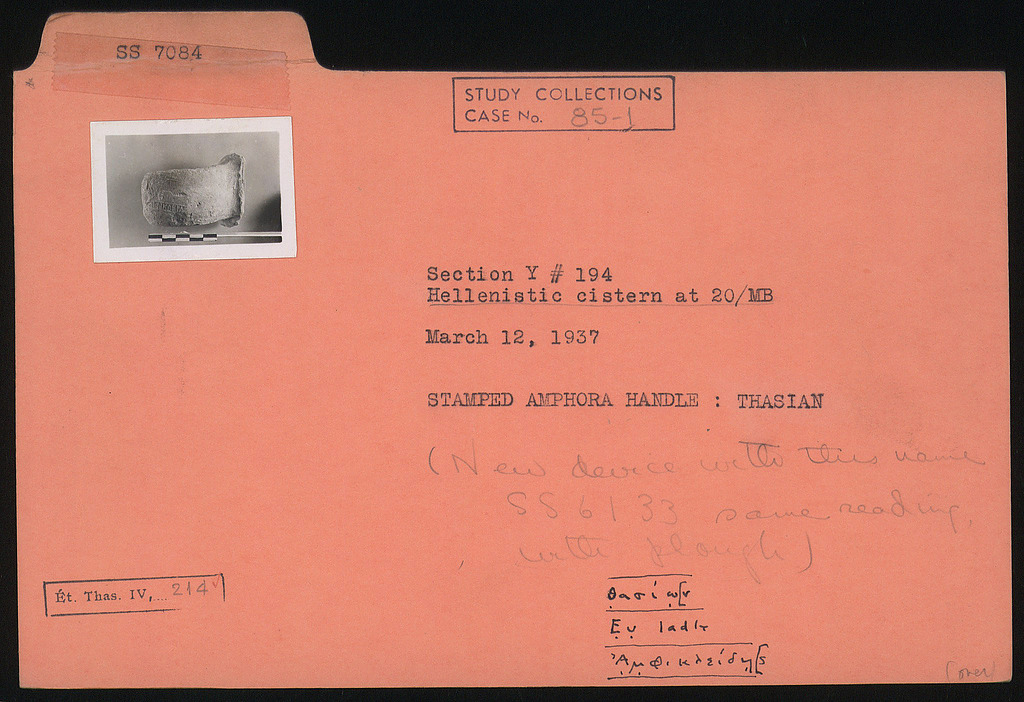 SS 7084
STUDY COLLECTIONS
CASE No. 85-1
Section Y # 194
Hellenistic cistern at 20/MB
March 12, 1937
STAMPED AMPHORA HANDLE : THASIAN
(New device with this name
SS 6133 same reading,
with plough)
Ét. Thas. IV,.... 214
Θασίω[ν
Ἀμφικλείδη[ς
(over)